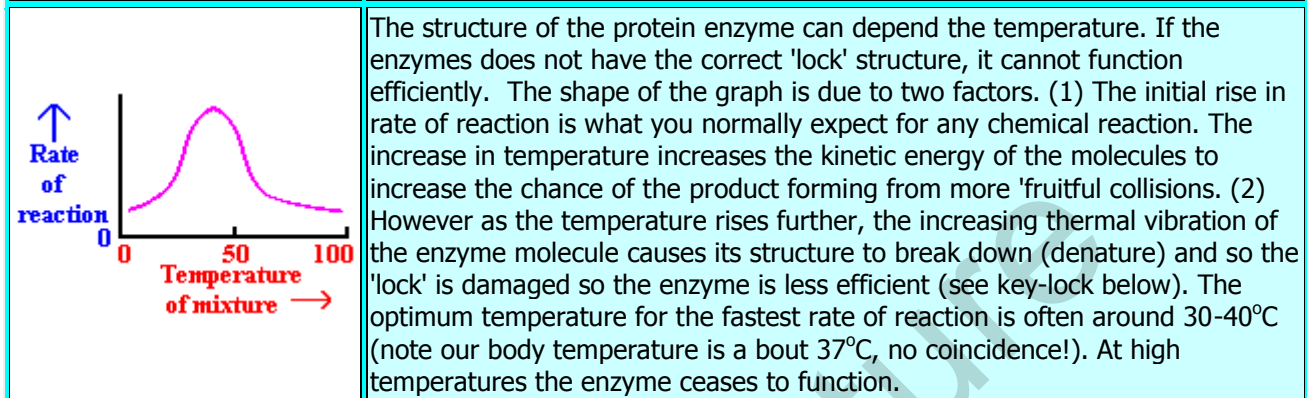 Rate
of
reaction
0
0 50 100
Temperature
of mixture
The structure of the protein enzyme can depend the temperature. If the
enzymes does not have the correct 'lock' structure, it cannot function
efficiently.  The shape of the graph is due to two factors. (1) The initial rise in
rate of reaction is what you normally expect for any chemical reaction. The
increase in temperature increases the kinetic energy of the molecules to
increase the chance of the product forming from more 'fruitful collisions. (2)
However as the temperature rises further, the increasing thermal vibration of
the enzyme molecule causes its structure to break down (denature) and so the
'lock' is damaged so the enzyme is less efficient (see key-lock below). The
optimum temperature for the fastest rate of reaction is often around 30-40°C
(note our body temperature is a bout 37°C, no coincidence!). At high
temperatures the enzyme ceases to function.